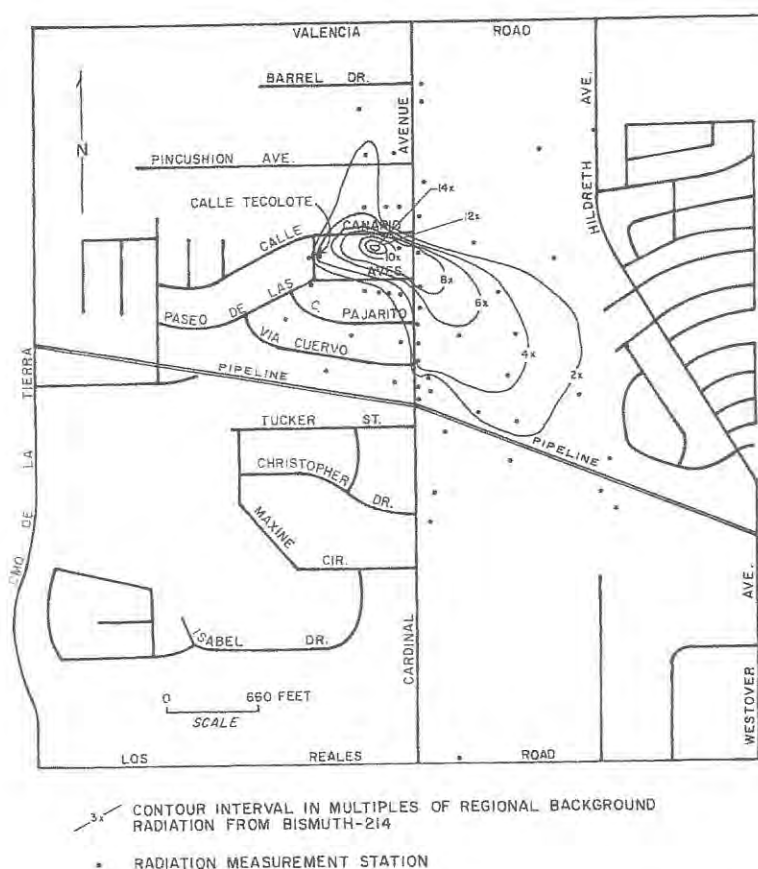 VALENCIA ROAD
BARREL DR.
AVENUE
HILDRETH AVE.
N
PINCUSHION AVE.
14x
CALLE TECOLOTE
12x
CALLE CANARIO
10x
PASEO DE LAS AVES
8x
6x
C. PAJARITO
VIA CUERVO
4x
2x
PIPELINE
CMO DE LA TIERRA
TUCKER ST.
PIPELINE
CHRISTOPHER DR.
MAXINE CIR.
ISABEL DR.
CARDINAL
WESTOVER AVE.
0 660 FEET
SCALE
LOS REALES ROAD
3x CONTOUR INTERVAL IN MULTIPLES OF REGIONAL BACKGROUND
RADIATION FROM BISMUTH-214
RADIATION MEASUREMENT STATION